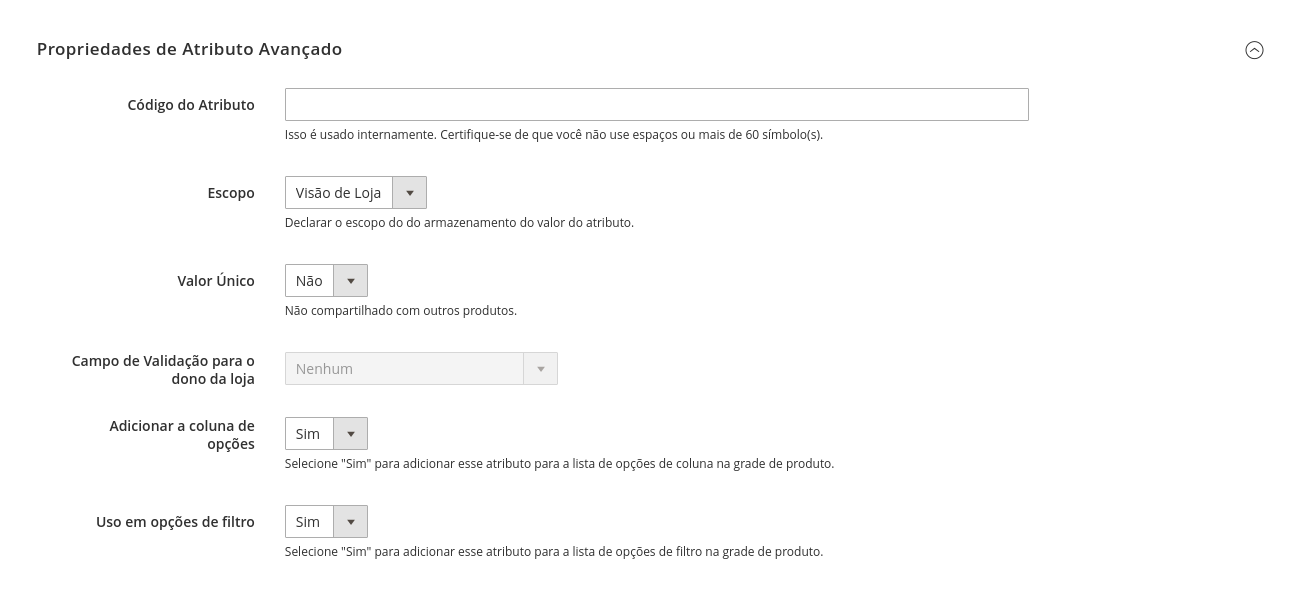 Propriedades de Atributo Avançado
Código do Atributo
Isso é usado internamente. Certifique-se de que você não use espaços ou mais de 60 símbolo(s).
Escopo
Visão de Loja
Declarar o escopo do do armazenamento do valor do atributo.
Valor Único
Não
Não compartilhado com outros produtos.
Campo de Validação para o
dono da loja
Nenhum
Adicionar a coluna de
opções
Sim
Selecione "Sim" para adicionar esse atributo para a lista de opções de coluna na grade de produto.
Uso em opções de filtro
Sim
Selecione "Sim" para adicionar esse atributo para a lista de opções de filtro na grade de produto.